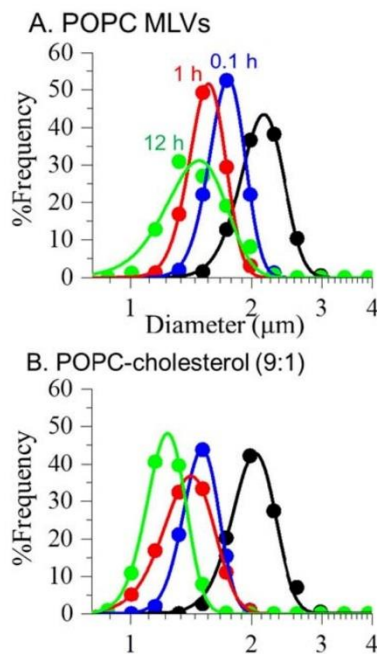 A. POPC MLVs
60
50
40
30
20
10
0
%Frequency
12 h
1 h
0.1 h
1
2
3
4
Diameter (μm)
B. POPC-cholesterol (9:1)
60
50
40
30
20
10
0
%Frequency
1
2
3
4